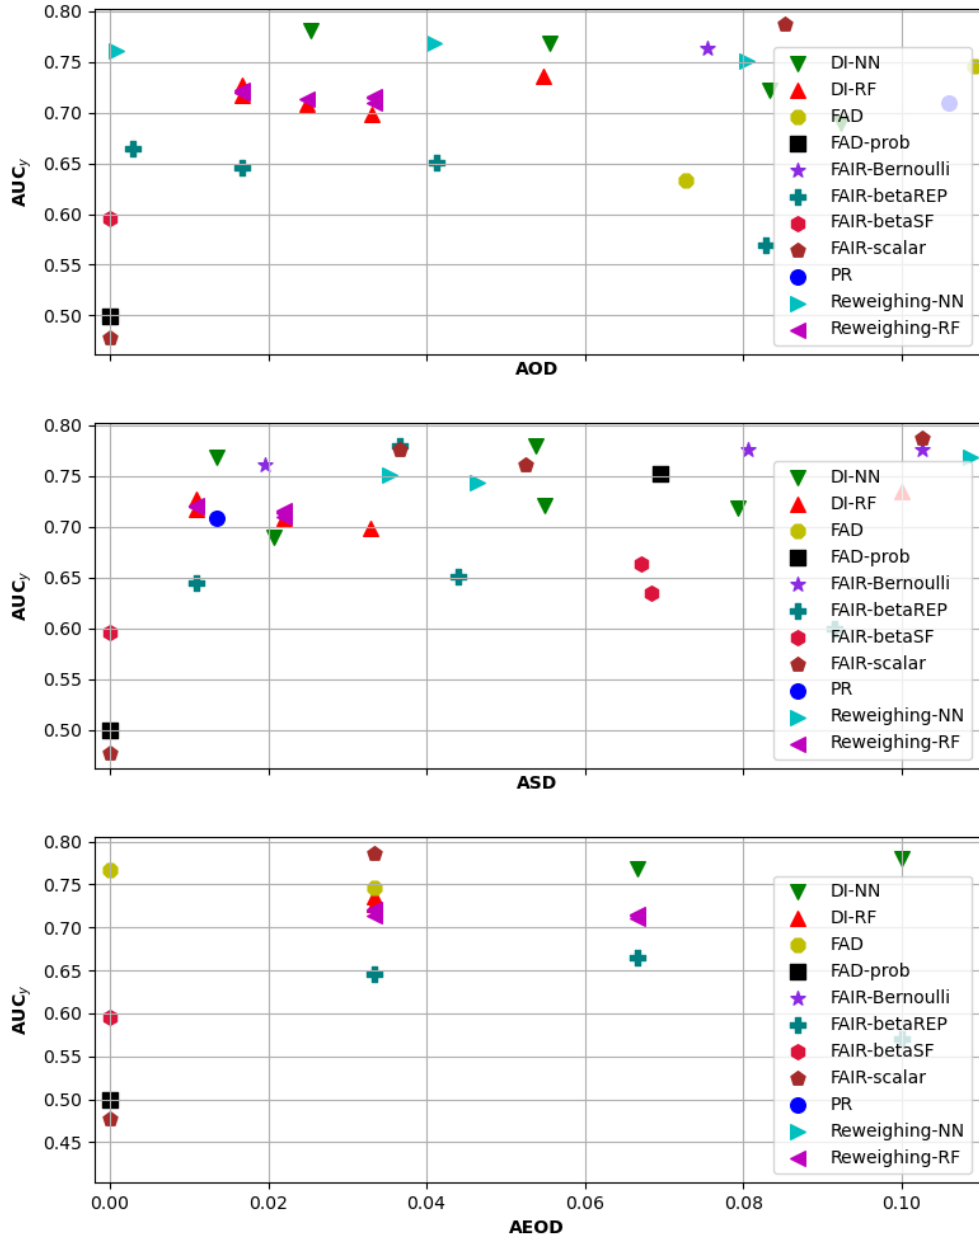 0.80
0.75
0.70
0.65
0.60
0.55
0.50
AUCy
DI-NN
DI-RF
FAD
FAD-prob
FAIR-Bernoulli
FAIR-betaREP
FAIR-betaSF
FAIR-scalar
PR
Reweighing-NN
Reweighing-RF
AOD
0.80
0.75
0.70
0.65
0.60
0.55
0.50
AUCy
DI-NN
DI-RF
FAD
FAD-prob
FAIR-Bernoulli
FAIR-betaREP
FAIR-betaSF
FAIR-scalar
PR
Reweighing-NN
Reweighing-RF
ASD
0.80
0.75
0.70
0.65
0.60
0.55
0.50
0.45
AUCy
DI-NN
DI-RF
FAD
FAD-prob
FAIR-Bernoulli
FAIR-betaREP
FAIR-betaSF
FAIR-scalar
PR
Reweighing-NN
Reweighing-RF
0.00 0.02 0.04 0.06 0.08 0.10
AEOD